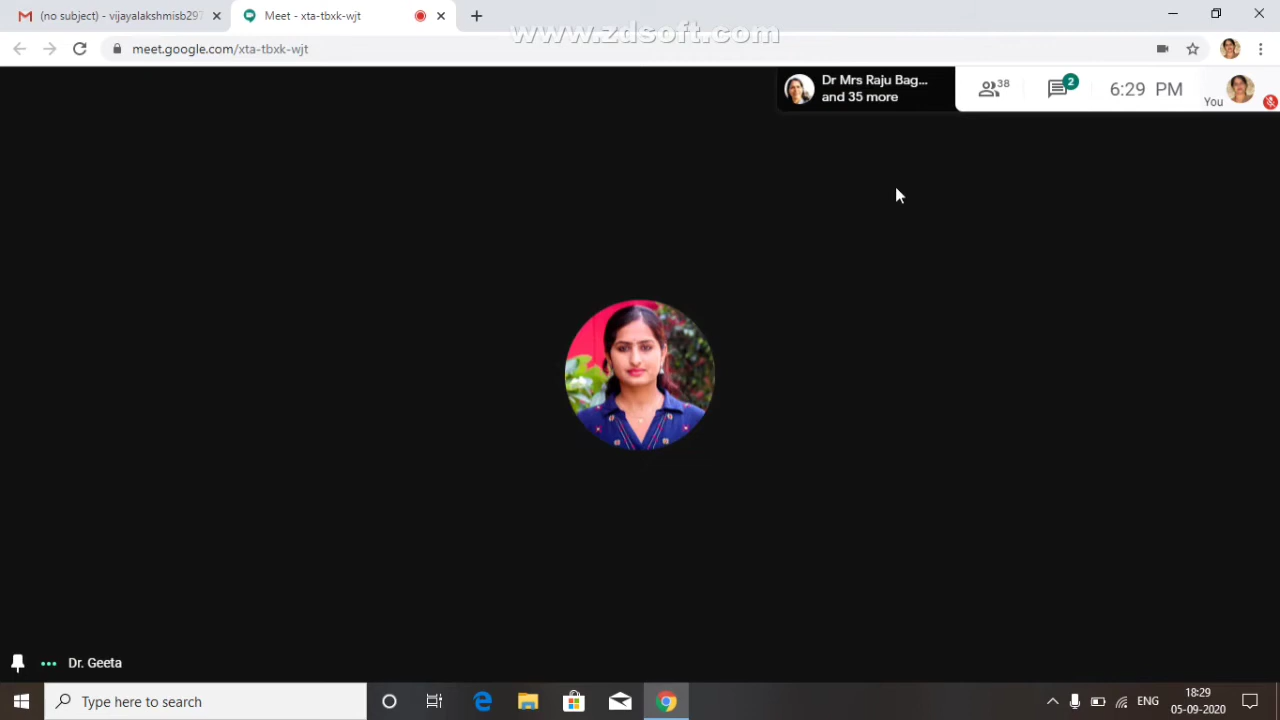 (no subject) - vijayalakshmisb297
Meet - xta-tbxk-wjt
www.zdsoft.com
meet.google.com/xta-tbxk-wjt
Dr Mrs Raju Bag...
and 35 more
38
2
6:29 PM
You
Dr. Geeta
Type here to search
ENG
18:29
05-09-2020